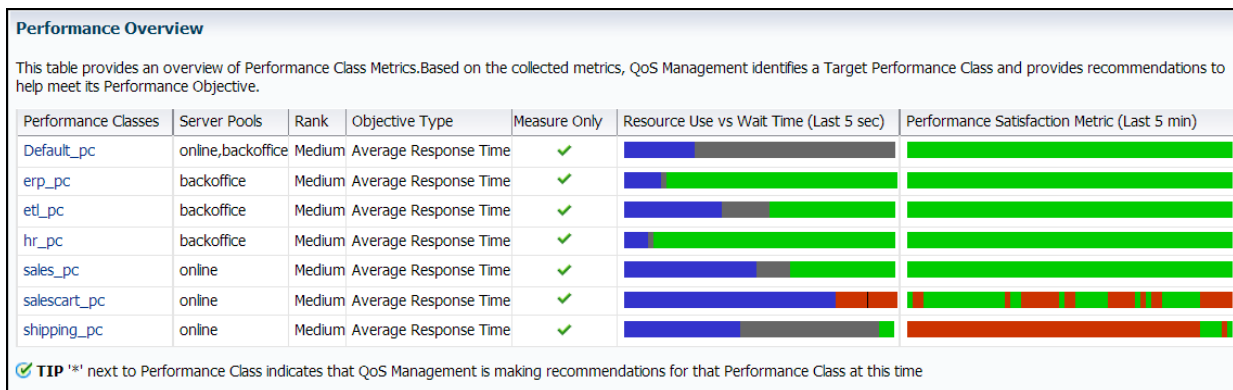 Performance Overview
This table provides an overview of Performance Class Metrics.Based on the collected metrics, QoS Management identifies a Target Performance Class and provides recommendations to
help meet its Performance Objective.
Performance Classes Server Pools Rank Objective Type Measure Only Resource Use vs Wait Time (Last 5 sec) Performance Satisfaction Metric (Last 5 min)
Default_pc online,backoffice Medium Average Response Time
erp_pc backoffice Medium Average Response Time
etl_pc backoffice Medium Average Response Time
hr_pc backoffice Medium Average Response Time
sales_pc online Medium Average Response Time
salescart_pc online Medium Average Response Time
shipping_pc online Medium Average Response Time
TIP '*' next to Performance Class indicates that QoS Management is making recommendations for that Performance Class at this time